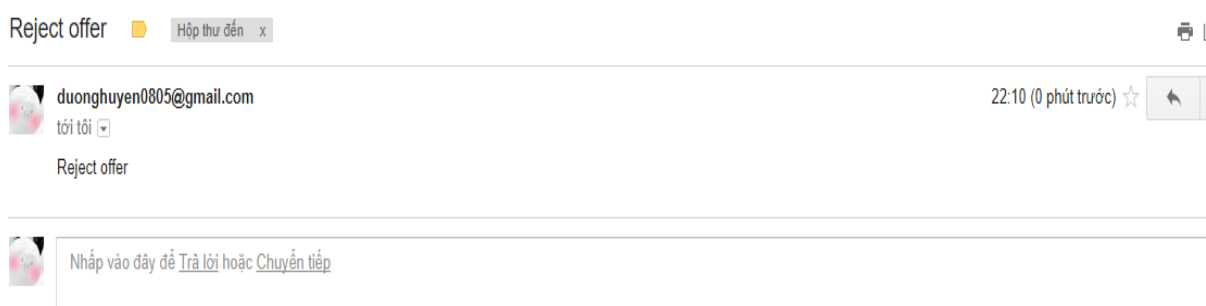 Reject offer
Hộp thư đến x
duonghuyen0805@gmail.com
22:10 (0 phút trước)
tới tôi
Reject offer
Nhấp vào đây để Trả lời hoặc Chuyển tiếp